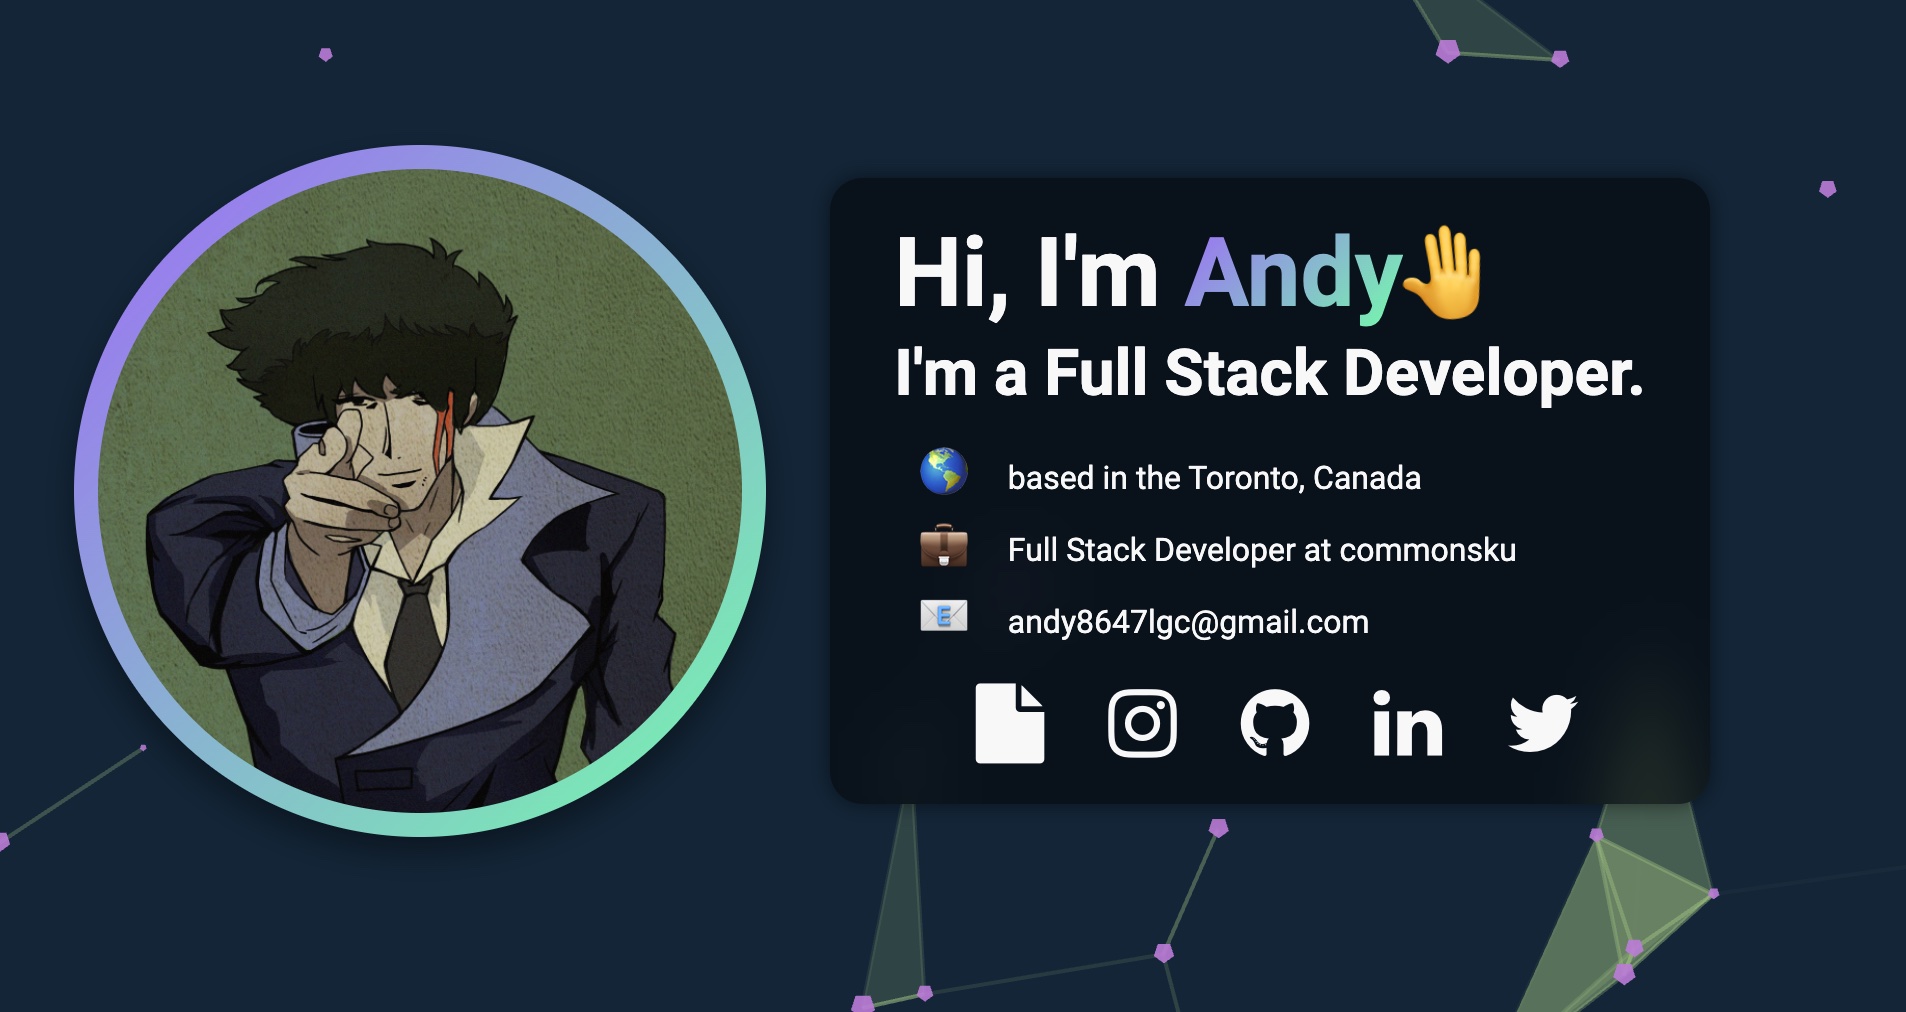 Hi, I'm Andy👋
I'm a Full Stack Developer.
based in the Toronto, Canada
Full Stack Developer at commonsku
andy8647lgc@gmail.com